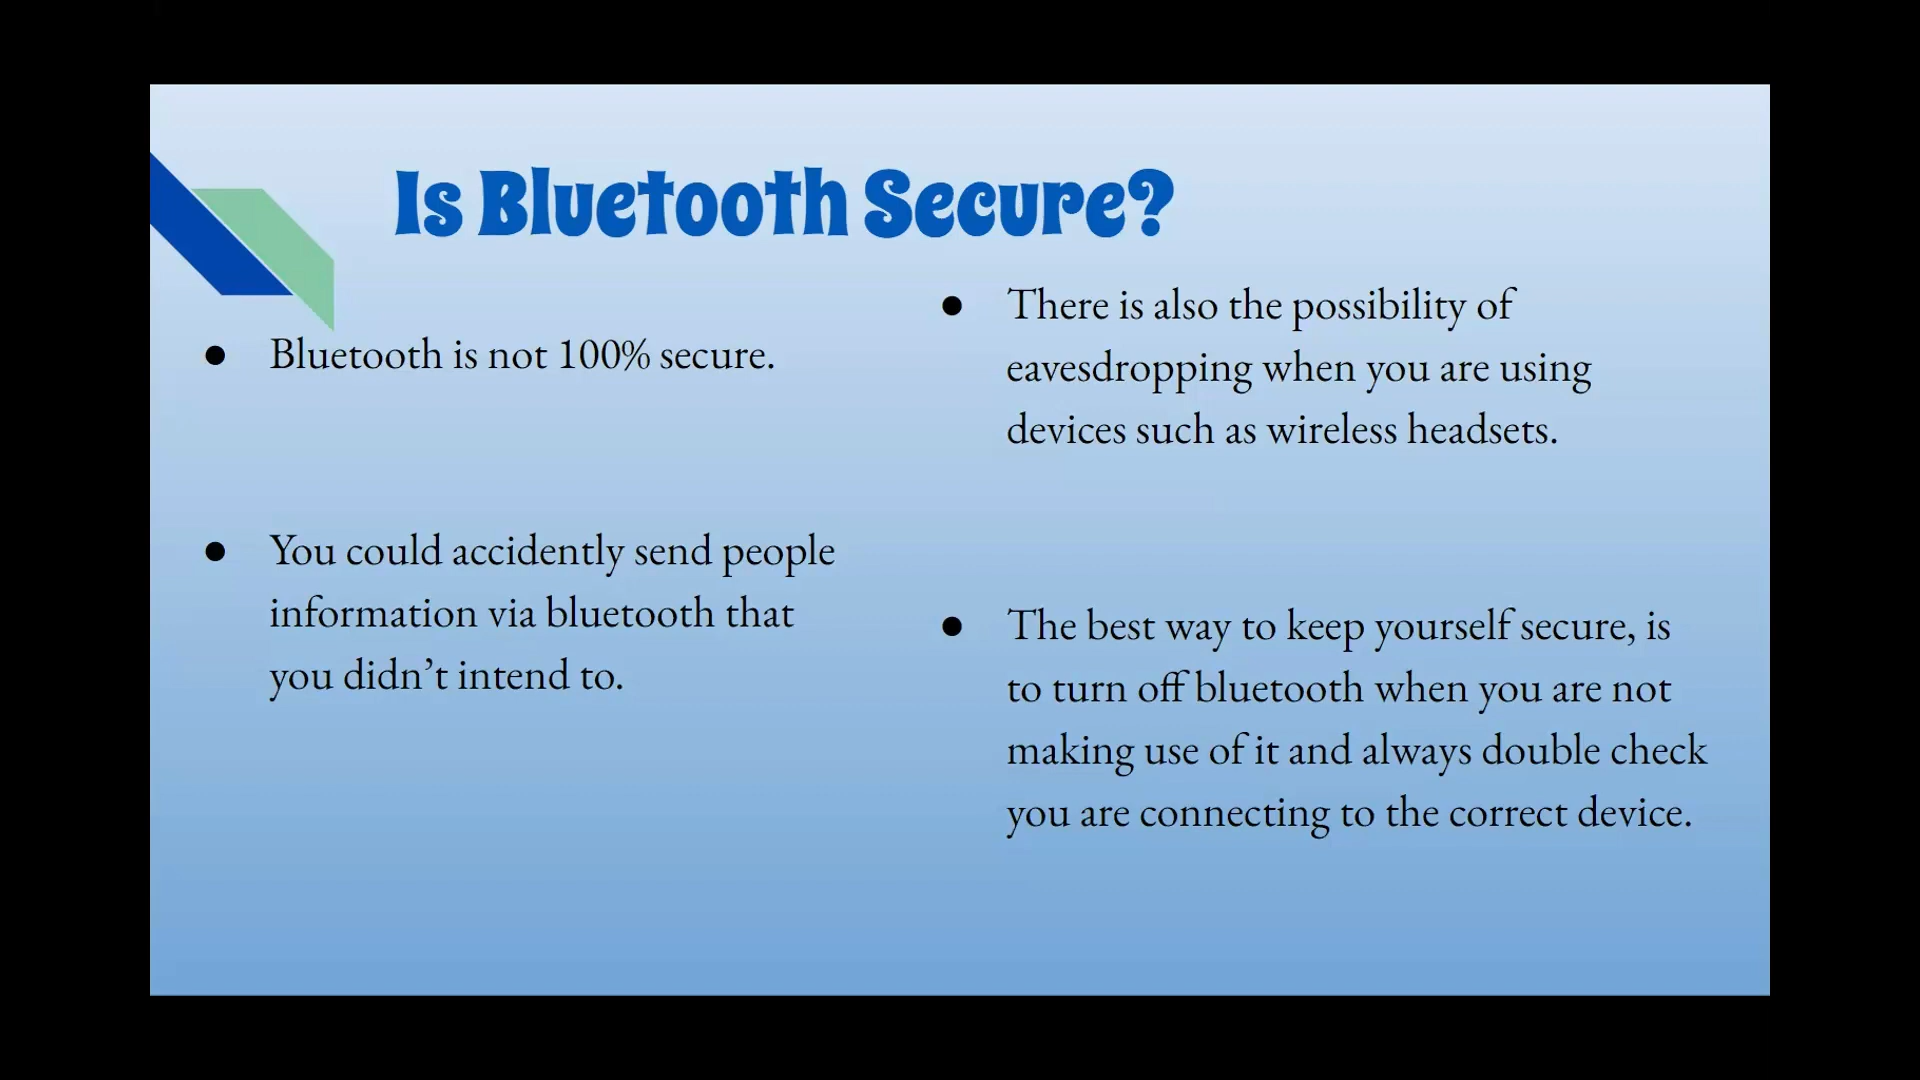 Is Bluetooth Secure?
● Bluetooth is not 100% secure.
● You could accidently send people
information via bluetooth that
you didn’t intend to.
● There is also the possibility of
eavesdropping when you are using
devices such as wireless headsets.
● The best way to keep yourself secure, is
to turn off bluetooth when you are not
making use of it and always double check
you are connecting to the correct device.